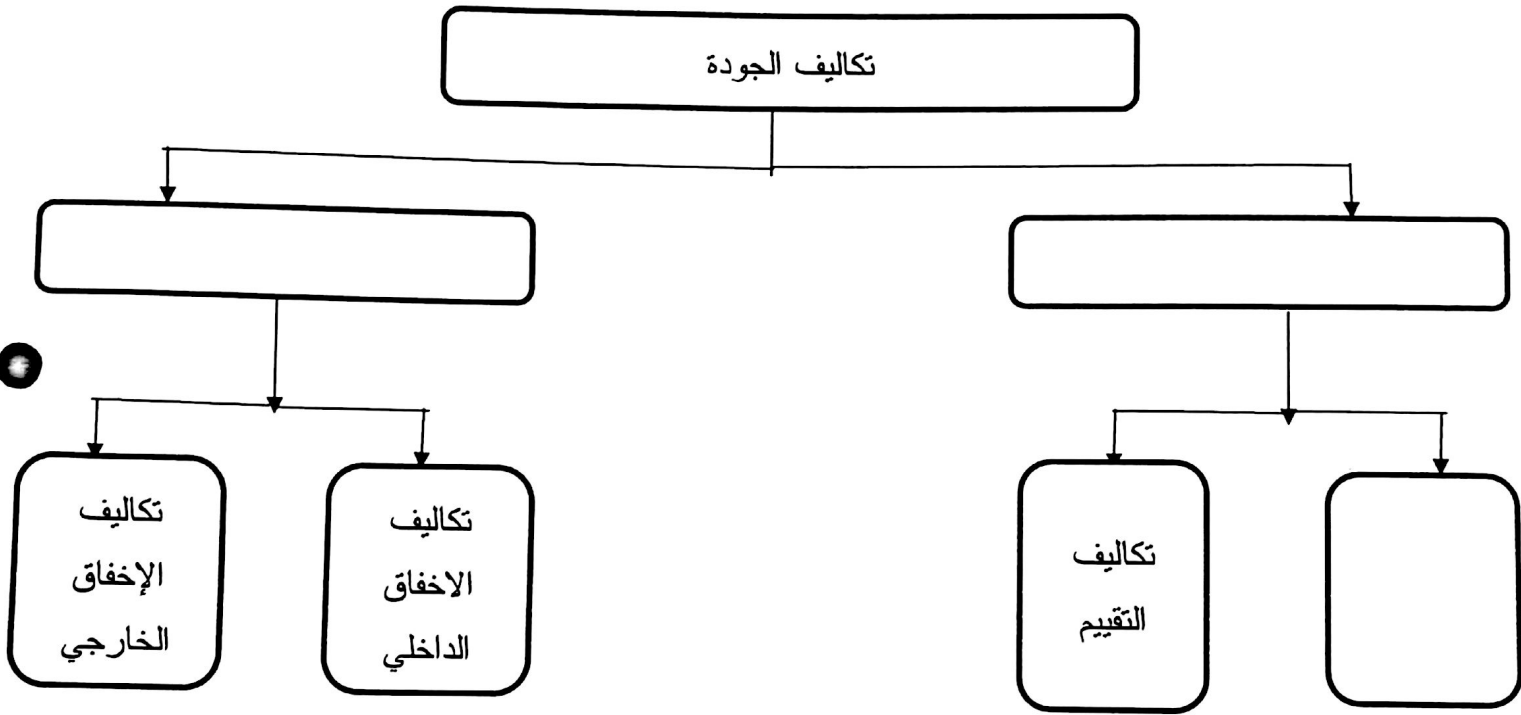 تكاليف الجودة
تكاليف
التقييم
تكاليف
الاخفاق
الداخلي
تكاليف
الإخفاق
الخارجي